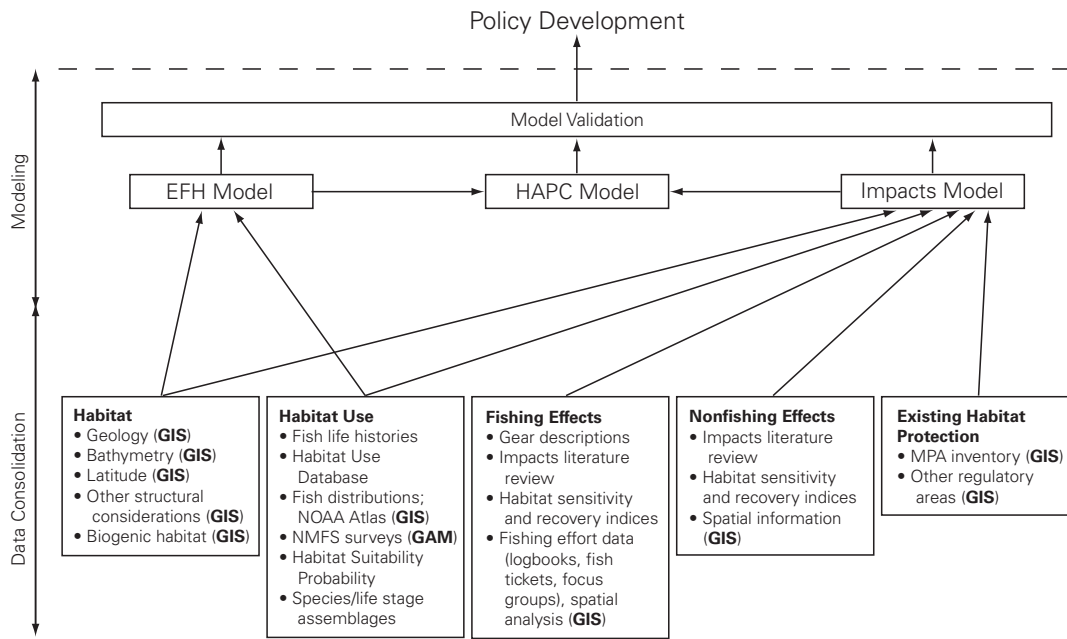 Policy Development
Modeling
Model Validation
EFH Model
HAPC Model
Impacts Model
Data Consolidation
Habitat
• Geology (GIS)
• Bathymetry (GIS)
• Latitude (GIS)
• Other structural
considerations (GIS)
• Biogenic habitat (GIS)
Habitat Use
• Fish life histories
• Habitat Use
Database
• Fish distributions;
NOAA Atlas (GIS)
• NMFS surveys (GAM)
• Habitat Suitability
Probability
• Species/life stage
assemblages
Fishing Effects
• Gear descriptions
• Impacts literature
review
• Habitat sensitivity
and recovery indices
• Fishing effort data
(logbooks, fish
tickets, focus
groups), spatial
analysis (GIS)
Nonfishing Effects
• Impacts literature
review
• Habitat sensitivity
and recovery indices
• Spatial information
(GIS)
Existing Habitat
Protection
• MPA inventory (GIS)
• Other regulatory
areas (GIS)